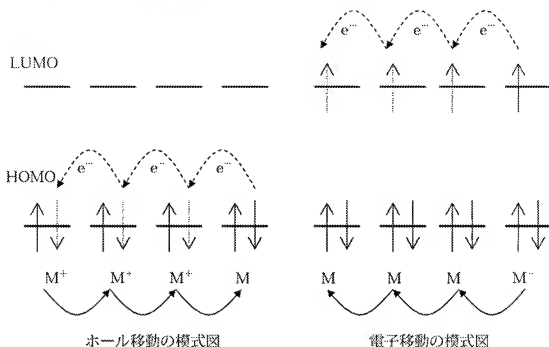 e⁻ e⁻ e⁻
LUMO
e⁻ e⁻ e⁻
HOMO
M⁺ M⁺ M⁺ M M M M M⁻
ホール移動の模式図 電子移動の模式図